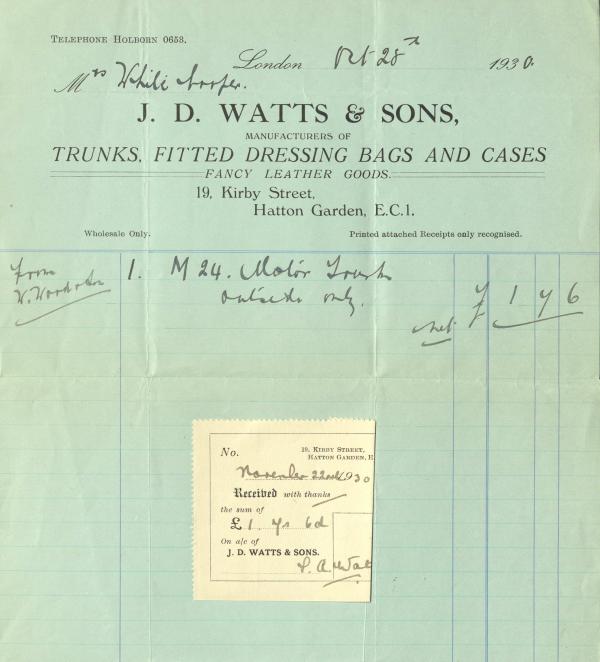 TELEPHONE HOLBORN 0653.
London Oct 28th 1930.
Mrs While Cooper.
J. D. WATTS & SONS,
MANUFACTURERS OF
TRUNKS, FITTED DRESSING BAGS AND CASES
FANCY LEATHER GOODS.
19, Kirby Street,
Hatton Garden, E.C.1.
Wholesale Only. Printed attached Receipts only recognised.
from 1. M 24. Motor Trunk
outside only.
net £ 1 7 6
No. 19, KIRBY STREET,
HATTON GARDEN, E
November 22nd 1930
Received with thanks
the sum of
£ 1. 7s 6d
On a/c of
J. D. WATTS & SONS.